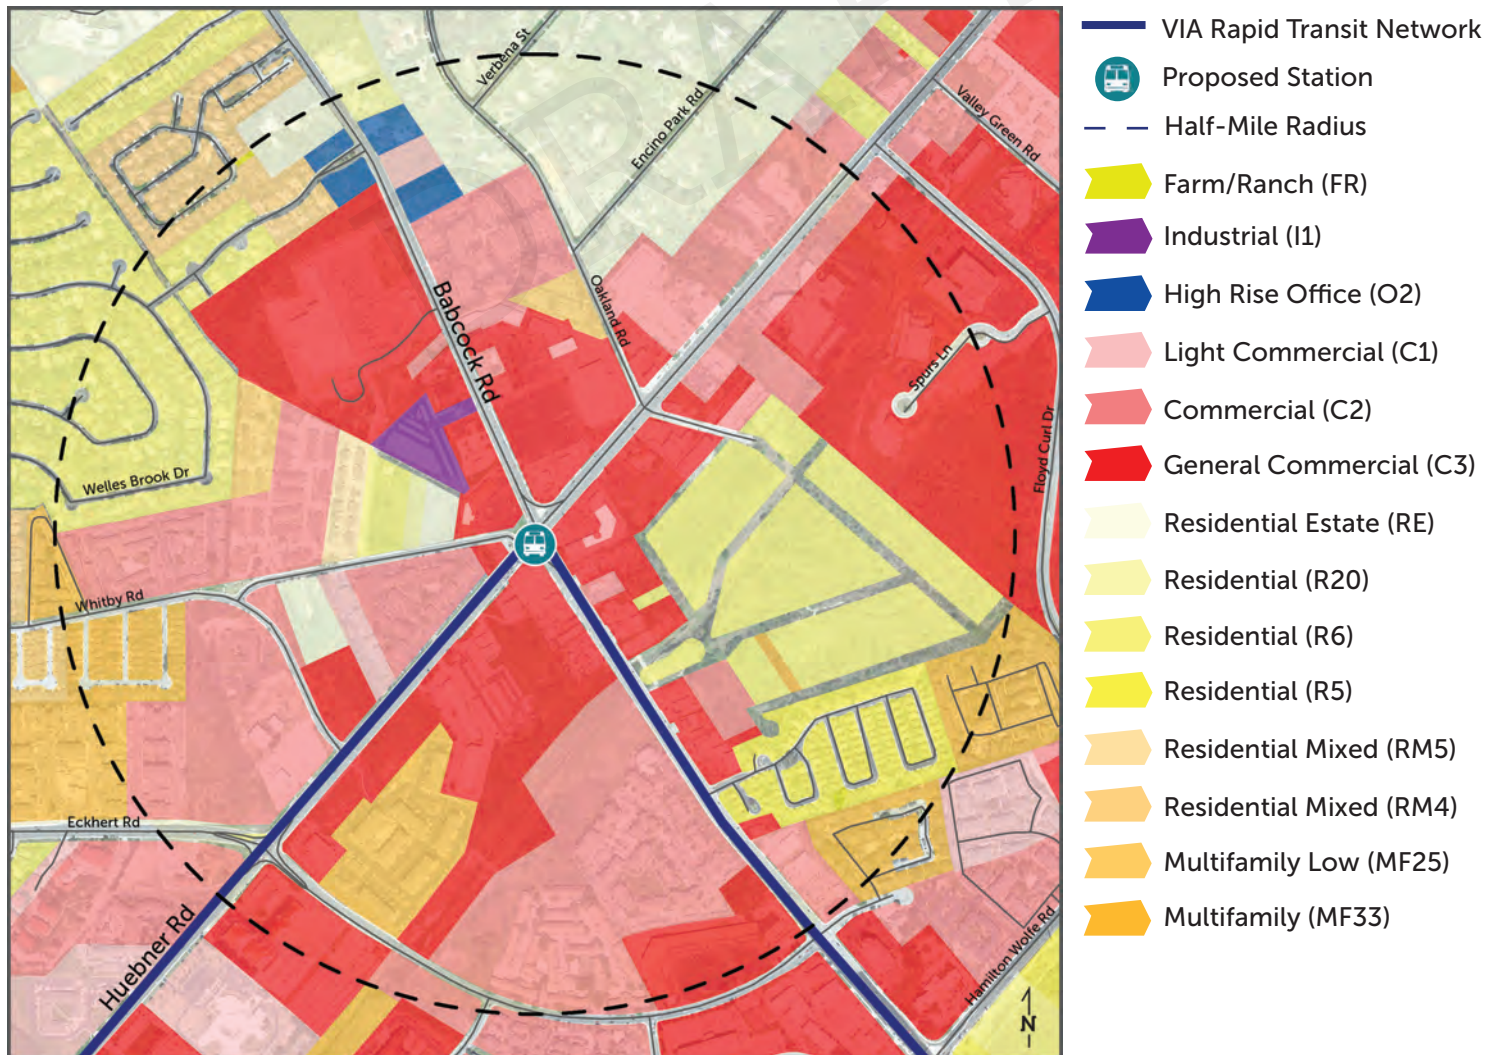 VIA Rapid Transit Network
Proposed Station
Half-Mile Radius
Farm/Ranch (FR)
Industrial (I1)
High Rise Office (O2)
Light Commercial (C1)
Commercial (C2)
General Commercial (C3)
Residential Estate (RE)
Residential (R20)
Residential (R6)
Residential (R5)
Residential Mixed (RM5)
Residential Mixed (RM4)
Multifamily Low (MF25)
Multifamily (MF33)
Verbena St
Encino Park Rd
Valley Green Rd
Babcock Rd
Oakland Rd
Spurs Ln
Floyd Curl Dr
Welles Brook Dr
Whitby Rd
Eckhert Rd
Huebner Rd
Hamilton Wolfe Rd
N